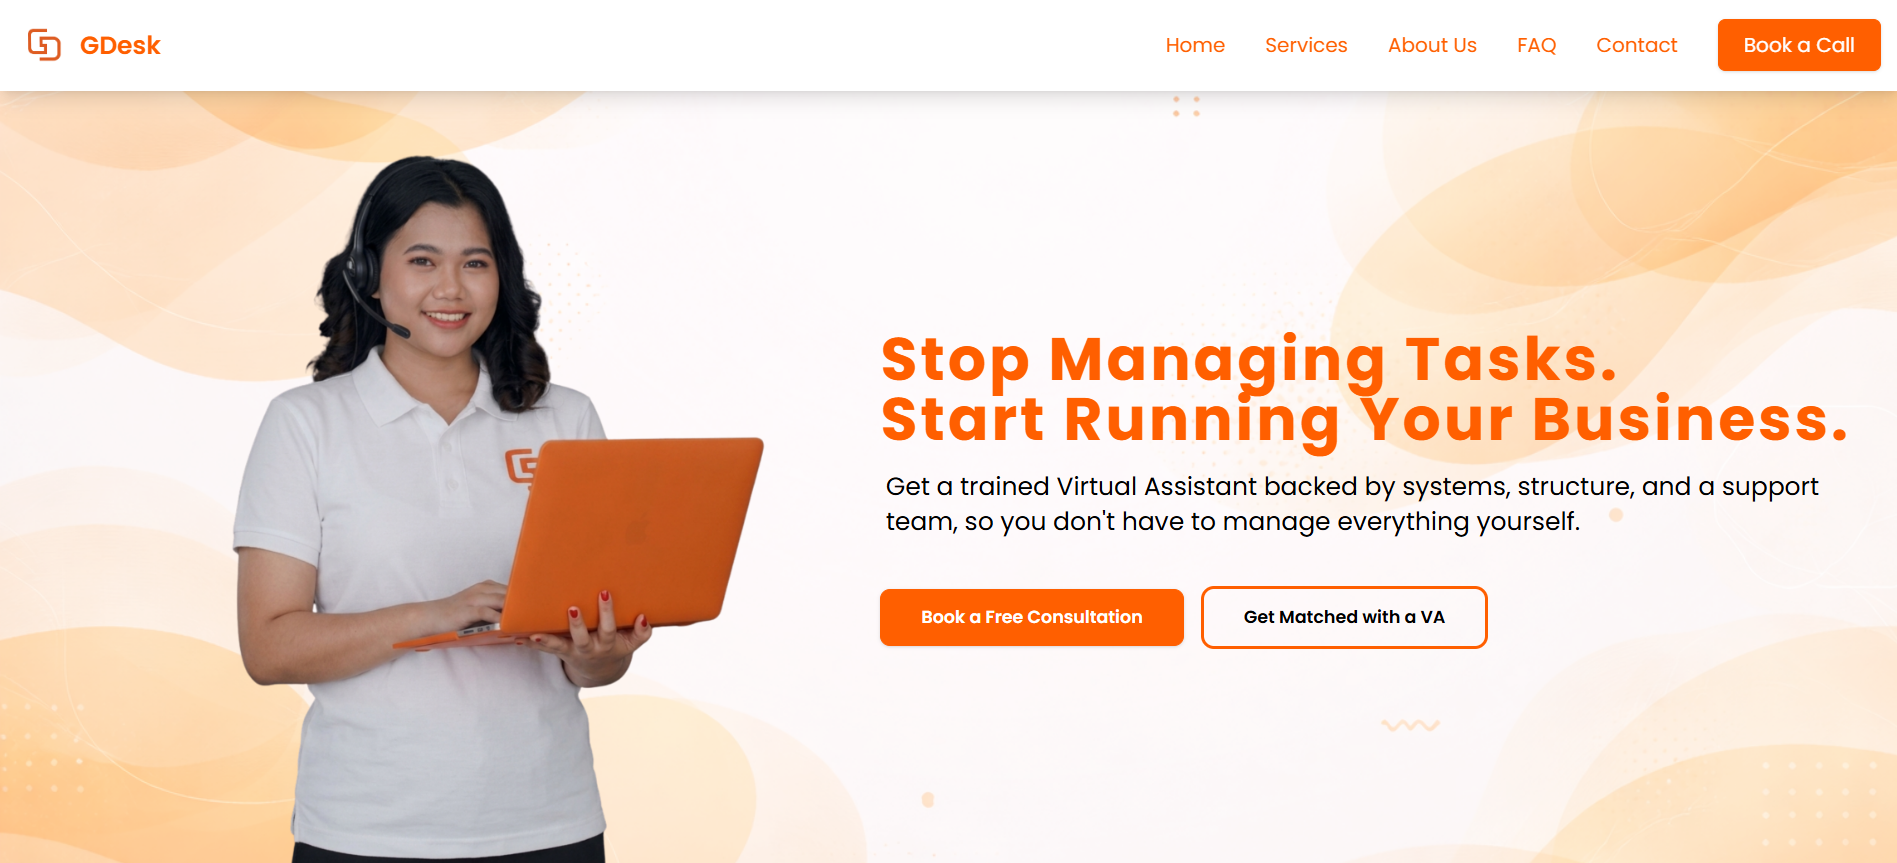 GDesk
Home
Services
About Us
FAQ
Contact
Book a Call
Stop Managing Tasks.
Start Running Your Business.
Get a trained Virtual Assistant backed by systems, structure, and a support
team, so you don't have to manage everything yourself.
Book a Free Consultation
Get Matched with a VA